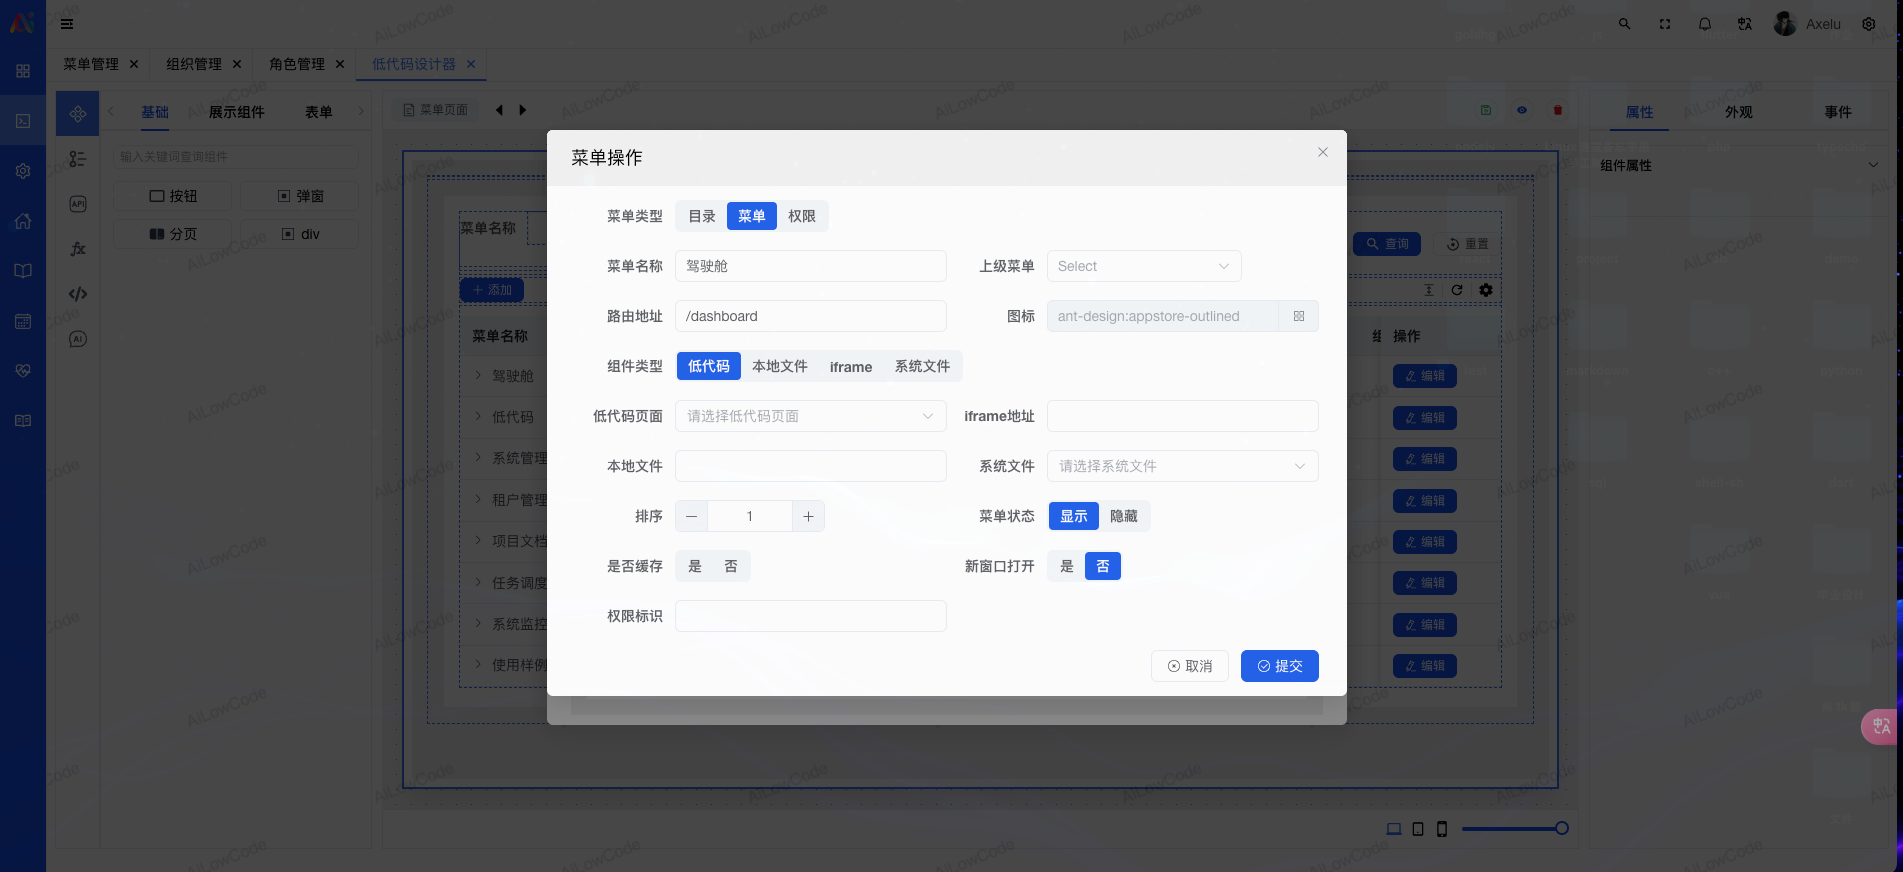 Axelu
菜单管理
组织管理
角色管理
低代码设计器
基础
展示组件
表单
输入关键词查询组件
按钮
弹窗
分页
div
API
fx
AI
菜单页面
属性
外观
事件
组件属性
菜单名称
查询
重置
添加
菜单名称
操作
驾驶舱
编辑
低代码
编辑
系统管理
编辑
租户管理
编辑
项目文档
编辑
任务调度
编辑
系统监控
编辑
使用样例
编辑
菜单操作
菜单类型
目录
菜单
权限
菜单名称
驾驶舱
上级菜单
Select
路由地址
/dashboard
图标
ant-design:appstore-outlined
组件类型
低代码
本地文件
iframe
系统文件
低代码页面
请选择低代码页面
iframe地址
本地文件
系统文件
请选择系统文件
排序
1
菜单状态
显示
隐藏
是否缓存
是
否
新窗口打开
是
否
权限标识
取消
提交
AILowCode